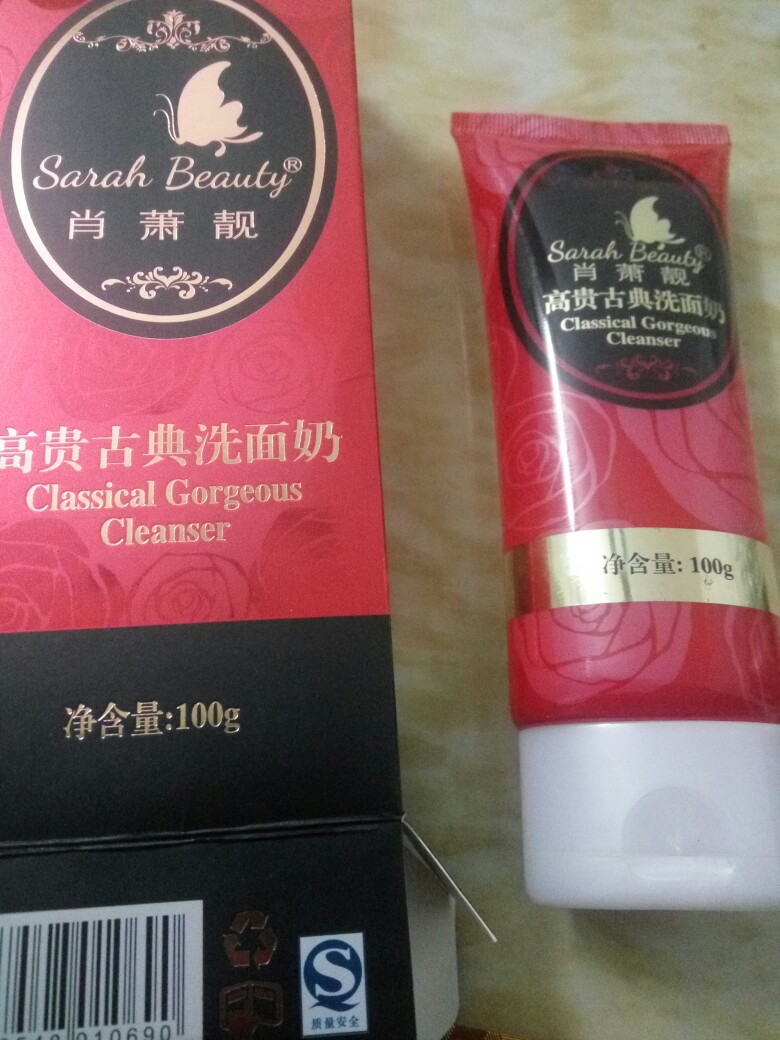 Sarah Beauty®
肖萧靓
高贵古典洗面奶
Classical Gorgeous
Cleanser
净含量:100g
010690
质量安全
Sarah Beauty®
肖萧靓
高贵古典洗面奶
Classical Gorgeous
Cleanser
净含量: 100g